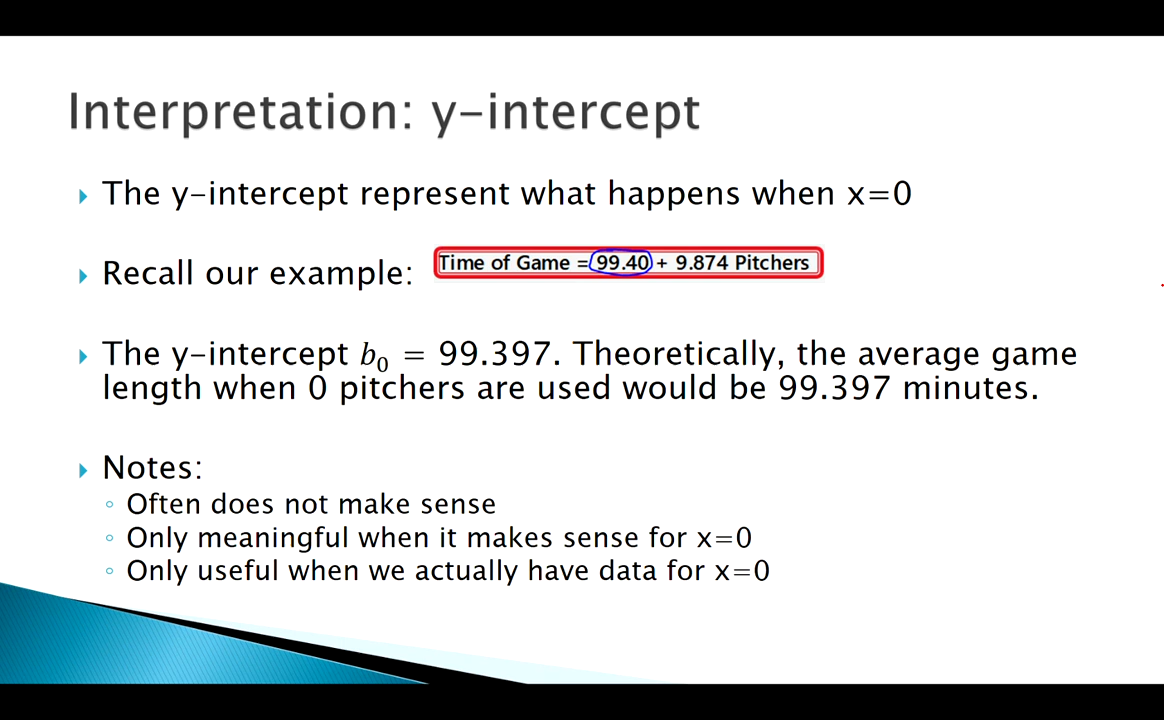 Interpretation: y-intercept
The y-intercept represent what happens when x=0
Recall our example:
Time of Game = 99.40 + 9.874 Pitchers
The y-intercept b₀ = 99.397. Theoretically, the average game
length when 0 pitchers are used would be 99.397 minutes.
Notes:
Often does not make sense
Only meaningful when it makes sense for x=0
Only useful when we actually have data for x=0